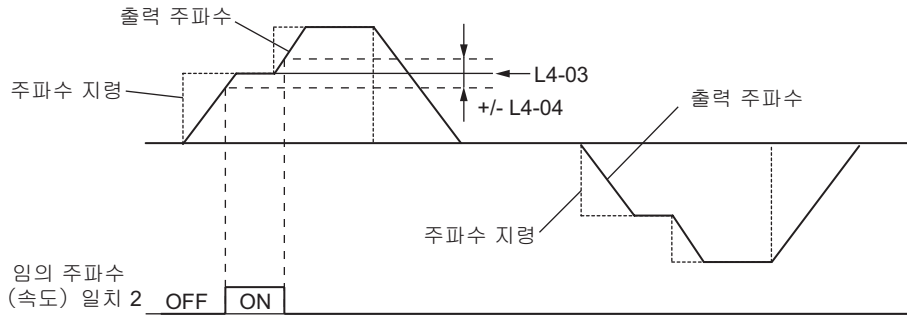 출력 주파수
주파수 지령
L4-03
+/- L4-04
출력 주파수
주파수 지령
임의 주파수
(속도) 일치 2
OFF
ON